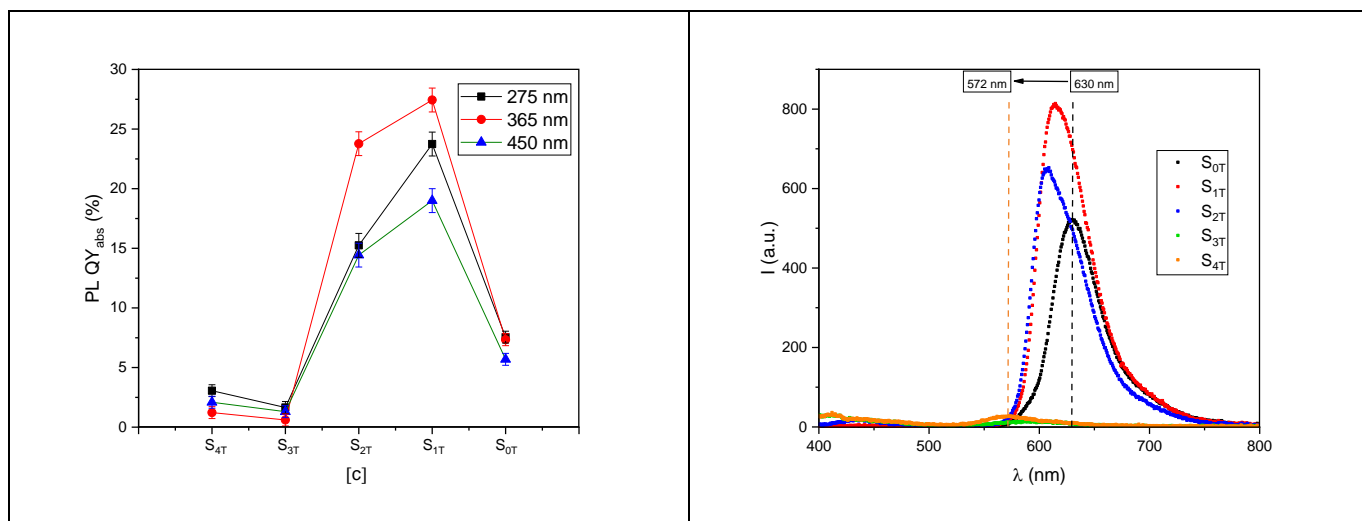 30
25
20
15
10
5
0
PL QY_abs (%)
275 nm
365 nm
450 nm
S_4T S_3T S_2T S_1T S_0T
[c]
572 nm 630 nm
800
600
400
200
0
I (a.u.)
S_0T
S_1T
S_2T
S_3T
S_4T
400 500 600 700 800
λ (nm)